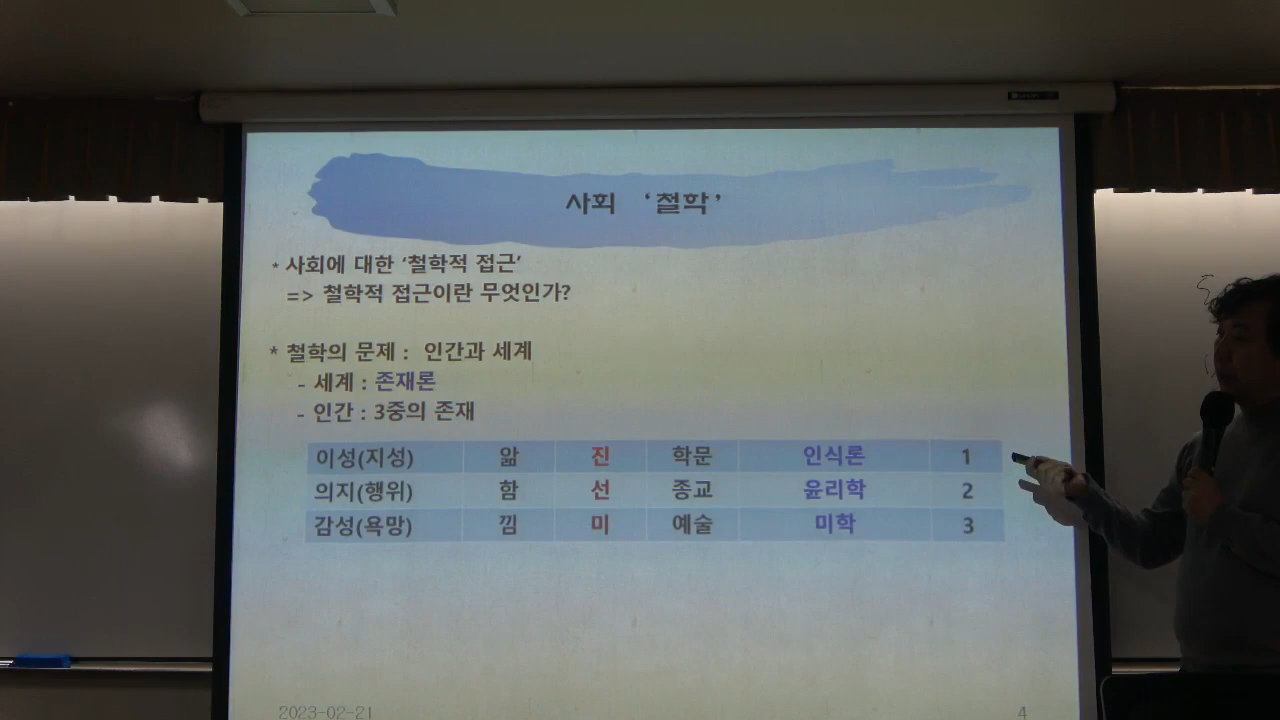 사회 ‘철학’
* 사회에 대한 ‘철학적 접근’
=> 철학적 접근이란 무엇인가?
* 철학의 문제 : 인간과 세계
- 세계 : 존재론
- 인간 : 3중의 존재
이성(지성) 앎 진 학문 인식론 1
의지(행위) 함 선 종교 윤리학 2
감성(욕망) 낌 미 예술 미학 3
2023-02-21 4